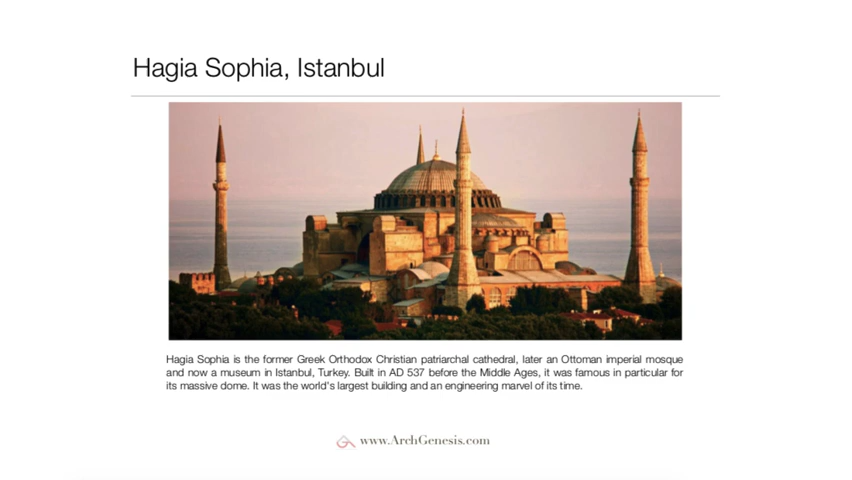 Hagia Sophia, Istanbul
Hagia Sophia is the former Greek Orthodox Christian patriarchal cathedral, later an Ottoman imperial mosque
and now a museum in Istanbul, Turkey. Built in AD 537 before the Middle Ages, it was famous in particular for
its massive dome. It was the world's largest building and an engineering marvel of its time.
www.ArchGenesis.com